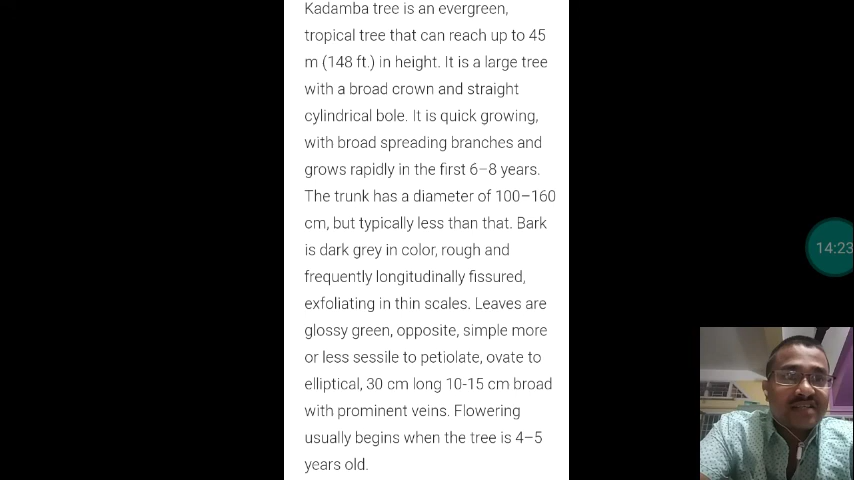 Kadamba tree is an evergreen,
tropical tree that can reach up to 45
m (148 ft.) in height. It is a large tree
with a broad crown and straight
cylindrical bole. It is quick growing,
with broad spreading branches and
grows rapidly in the first 6–8 years.
The trunk has a diameter of 100–160
cm, but typically less than that. Bark
is dark grey in color, rough and
frequently longitudinally fissured,
exfoliating in thin scales. Leaves are
glossy green, opposite, simple more
or less sessile to petiolate, ovate to
elliptical, 30 cm long 10-15 cm broad
with prominent veins. Flowering
usually begins when the tree is 4–5
years old.
14:23